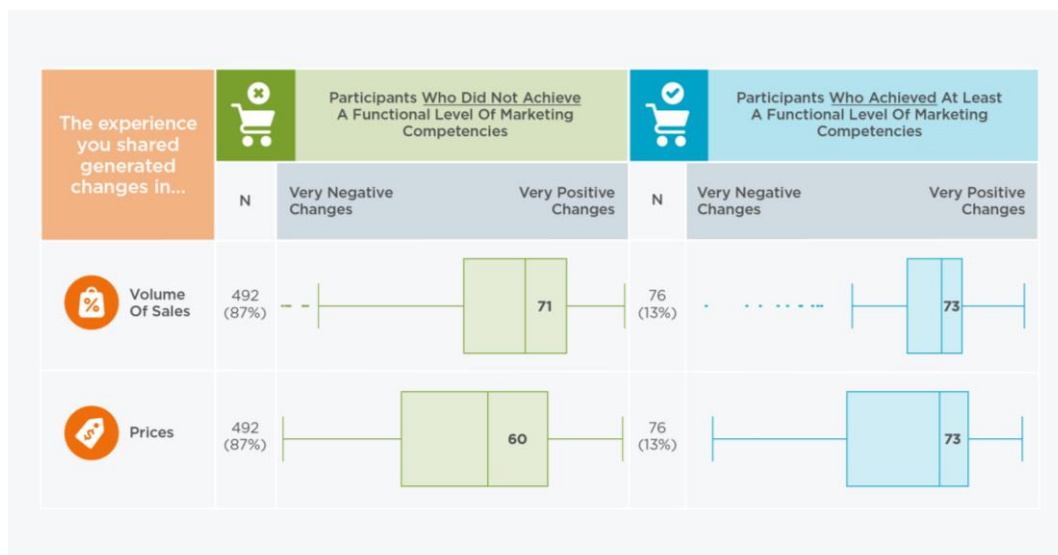 The experience
you shared
generated
changes in...
Participants Who Did Not Achieve
A Functional Level Of Marketing
Competencies
Participants Who Achieved At Least
A Functional Level Of Marketing
Competencies
N
Very Negative
Changes
Very Positive
Changes
N
Very Negative
Changes
Very Positive
Changes
%
Volume
Of Sales
492
(87%)
71
76
(13%)
73
$
Prices
492
(87%)
60
76
(13%)
73